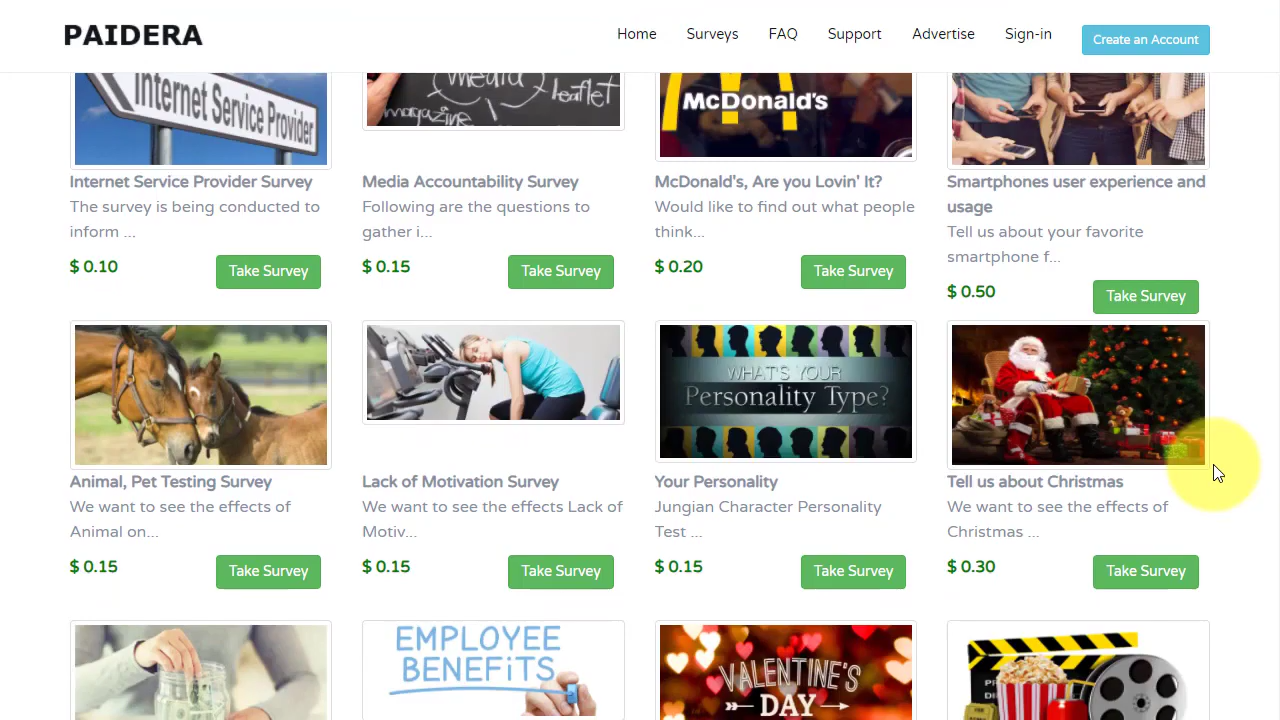 PAIDERA
Home
Surveys
FAQ
Support
Advertise
Sign-in
Create an Account
Internet Service Provider
media
leaflet
magazine
McDonald's
Internet Service Provider Survey
The survey is being conducted to
inform ...
$ 0.10
Take Survey
Media Accountability Survey
Following are the questions to
gather i...
$ 0.15
Take Survey
McDonald's, Are you Lovin' It?
Would like to find out what people
think...
$ 0.20
Take Survey
Smartphones user experience and
usage
Tell us about your favorite
smartphone f...
$ 0.50
Take Survey
Animal, Pet Testing Survey
We want to see the effects of
Animal on...
$ 0.15
Take Survey
Lack of Motivation Survey
We want to see the effects Lack of
Motiv...
$ 0.15
Take Survey
WHAT'S YOUR
Personality Type?
Your Personality
Jungian Character Personality
Test ...
$ 0.15
Take Survey
Tell us about Christmas
We want to see the effects of
Christmas ...
$ 0.30
Take Survey
EMPLOYEE
BENEFiTS
VALENTINE'S
DAY